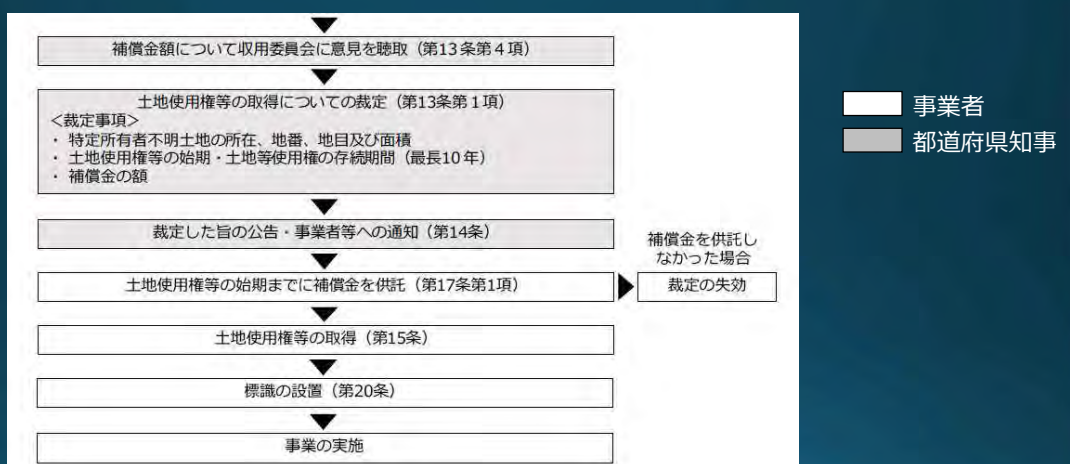 補償金額について収用委員会に意見を聴取（第13条第４項）
土地使用権等の取得についての裁定（第13条第１項）
＜裁定事項＞
・ 特定所有者不明土地の所在、地番、地目及び面積
・ 土地使用権等の始期・土地等使用権の存続期間（最長10年）
・ 補償金の額
裁定した旨の公告・事業者等への通知（第14条）
土地使用権等の始期までに補償金を供託（第17条第1項）
補償金を供託し
なかった場合
裁定の失効
土地使用権等の取得（第15条）
標識の設置（第20条）
事業の実施
事業者
都道府県知事